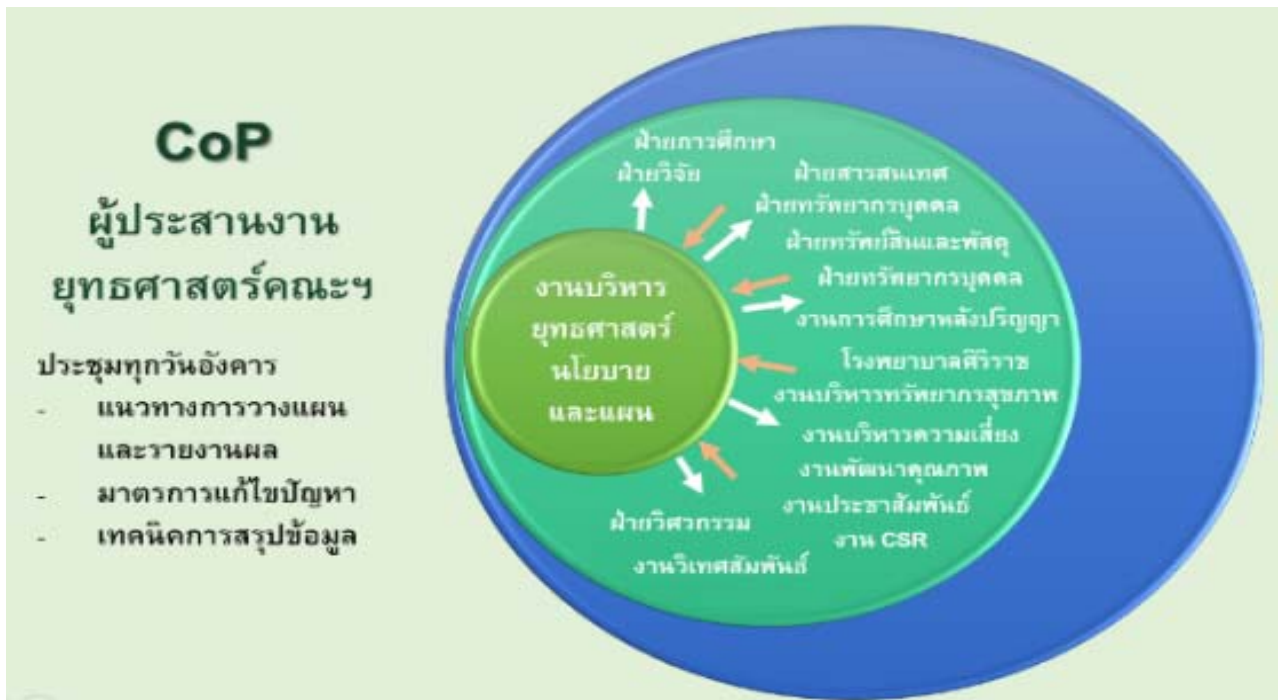 CoP
ผู้ประสานงาน
ยุทธศาสตร์คณะฯ
ประชุมทุกวันอังคาร
- แนวทางการวางแผน
และรายงานผล
- มาตรการแก้ไขปัญหา
- เทคนิคการสรุปข้อมูล
งานบริหาร
ยุทธศาสตร์
นโยบาย
และแผน
ฝ่ายการศึกษา
ฝ่ายวิจัย
ฝ่ายสารสนเทศ
ฝ่ายทรัพยากรบุคคล
ฝ่ายทรัพย์สินและพัสดุ
ฝ่ายทรัพยากรบุคคล
งานการศึกษาหลังปริญญา
โรงพยาบาลศิริราช
งานบริหารทรัพยากรสุขภาพ
งานบริหารความเสี่ยง
งานพัฒนาคุณภาพ
งานประชาสัมพันธ์
งาน CSR
ฝ่ายวิศวกรรม
งานวิเทศสัมพันธ์